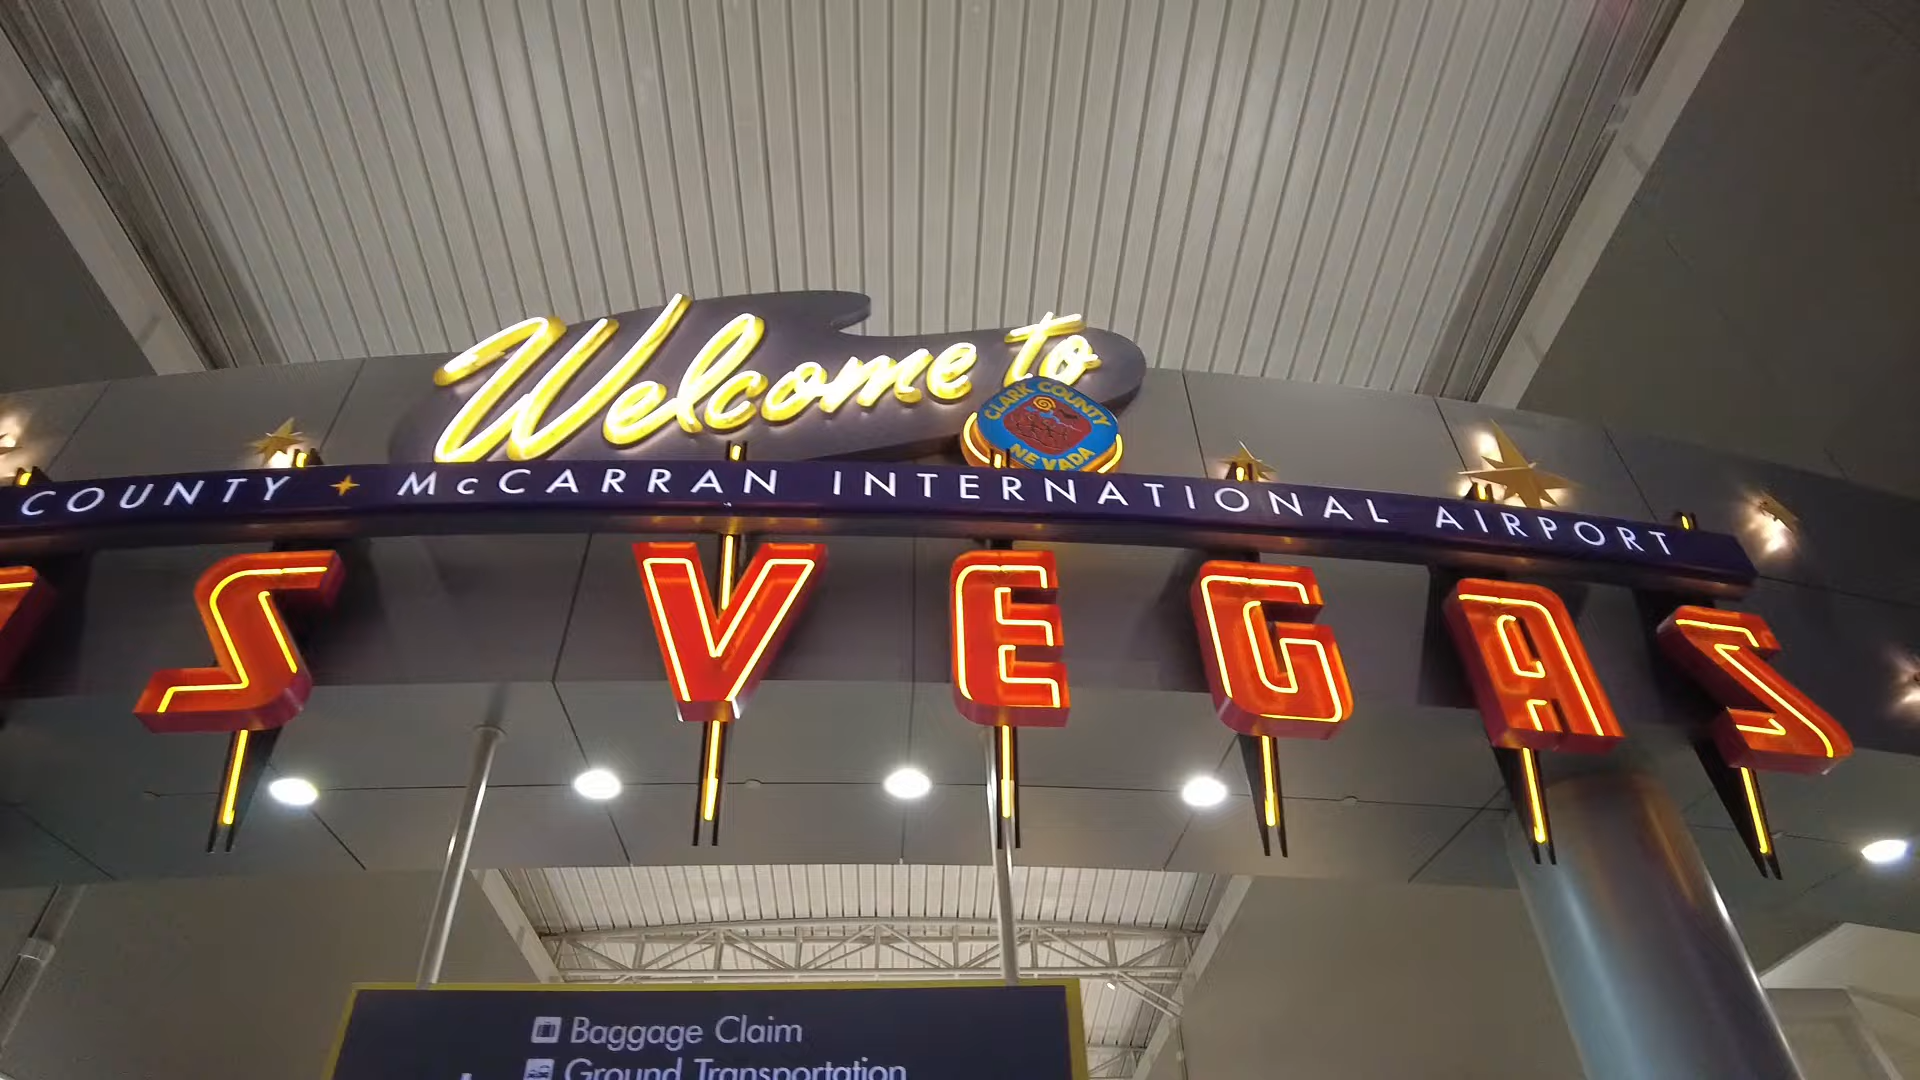 Welcome to
CLARK COUNTY
NEVADA
COUNTY McCARRAN INTERNATIONAL AIRPORT
S VEGAS
Baggage Claim
Ground Transportation